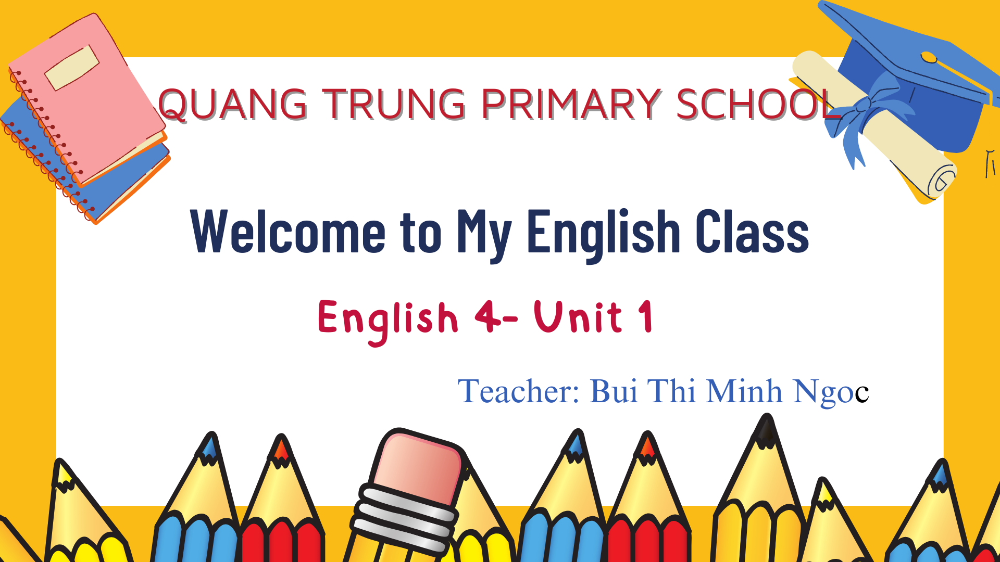 QUANG TRUNG PRIMARY SCHOOL
Welcome to My English Class
English 4- Unit 1
Teacher: Bui Thi Minh Ngoc